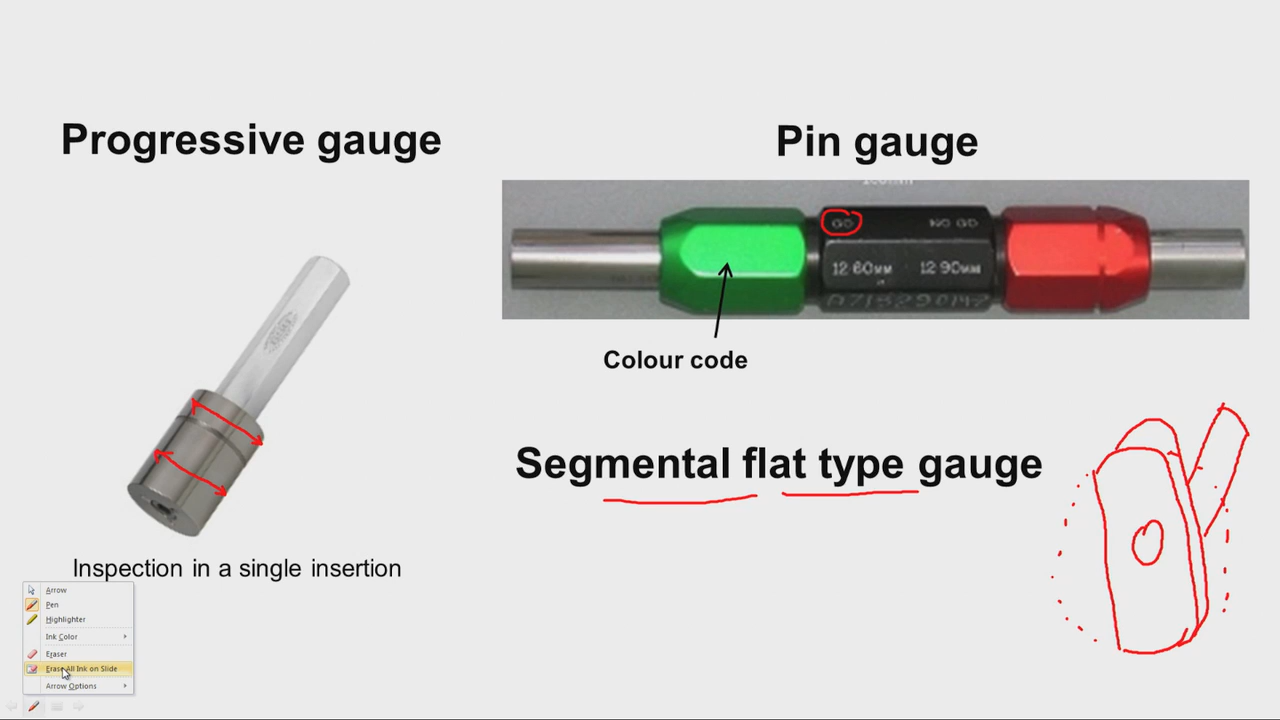 Progressive gauge
Pin gauge
GO
GO NO
12 60MM
12 90MM
Colour code
Segmental flat type gauge
Inspection in a single insertion
Arrow
Pen
Highlighter
Ink Color
Eraser
Erase All Ink on Slide
Arrow Options